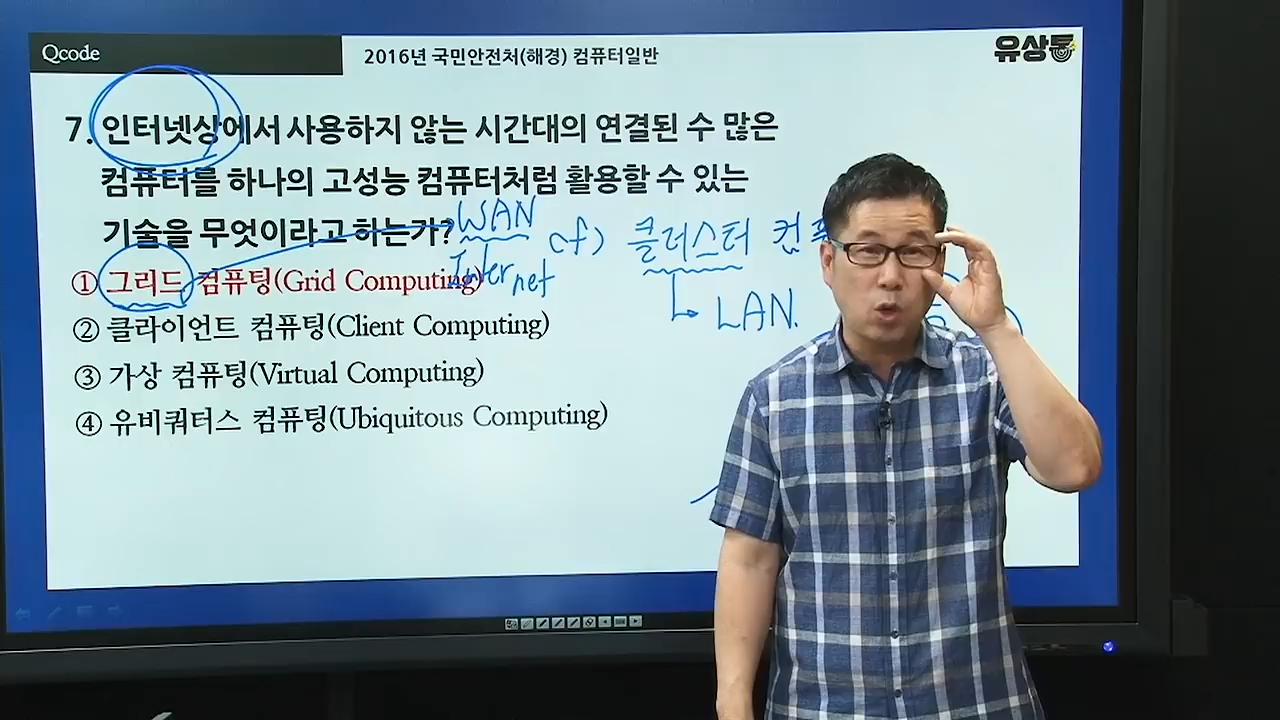 Qcode
2016년 국민안전처(해경) 컴퓨터일반
유상통
7. 인터넷상에서 사용하지 않는 시간대의 연결된 수 많은
컴퓨터를 하나의 고성능 컴퓨터처럼 활용할 수 있는
기술을 무엇이라고 하는가?
WAN
Internet
cf) 클러스터 컴퓨
LAN.
① 그리드 컴퓨팅(Grid Computing)
② 클라이언트 컴퓨팅(Client Computing)
③ 가상 컴퓨팅(Virtual Computing)
④ 유비쿼터스 컴퓨팅(Ubiquitous Computing)